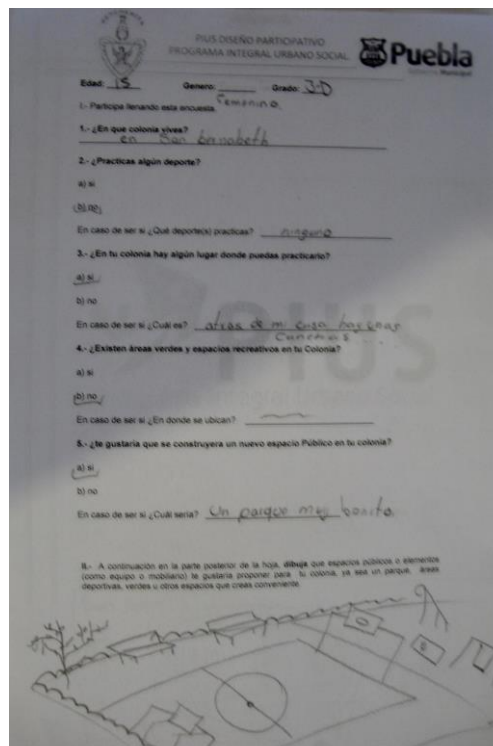 PIUS DISEÑO PARTICIPATIVO
PROGRAMA INTEGRAL URBANO SOCIAL
Puebla
Gobierno Municipal
Edad: 15 Genero: Femenino. Grado: 3-D
I.- Participa llenando esta encuesta.
1.- ¿En que colonia vives?
en San bernabeth
2.- ¿Practicas algún deporte?
a) si
b) no
En caso de ser si ¿Qué deporte(s) practicas? ninguno
3.- ¿En tu colonia hay algún lugar donde puedas practicarlo?
a) si
b) no
En caso de ser si ¿Cuál es? atras de mi casa hay unas
Canchas
4.- ¿Existen áreas verdes y espacios recreativos en tu Colonia?
a) si
b) no
En caso de ser si ¿En donde se ubican?
5.- ¿te gustaría que se construyera un nuevo espacio Público en tu colonia?
a) si
b) no
En caso de ser si ¿Cuál sería? Un parque muy bonito.
II.- A continuación en la parte posterior de la hoja, dibuja que espacios públicos o elementos
(como equipo o mobiliario) te gustaría proponer para tu colonia, ya sea un parque, áreas
deportivas, verdes u otros espacios que creas conveniente.
PIUS